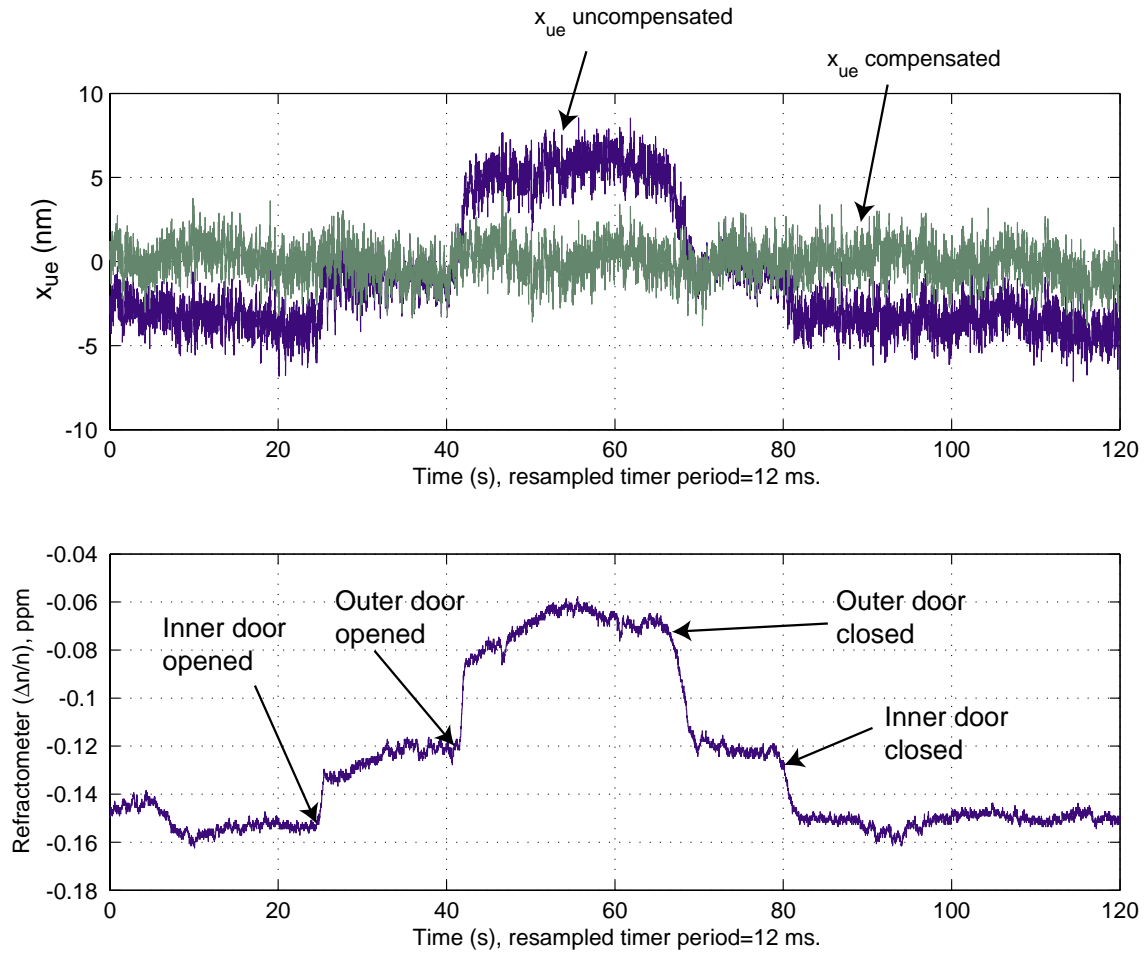 x_ue uncompensated
x_ue compensated
10
5
0
-5
-10
x_ue (nm)
0 20 40 60 80 100 120
Time (s), resampled timer period=12 ms.
-0.04
-0.06
-0.08
-0.1
-0.12
-0.14
-0.16
-0.18
Refractometer (Δn/n), ppm
Inner door
opened
Outer door
opened
Outer door
closed
Inner door
closed
0 20 40 60 80 100 120
Time (s), resampled timer period=12 ms.